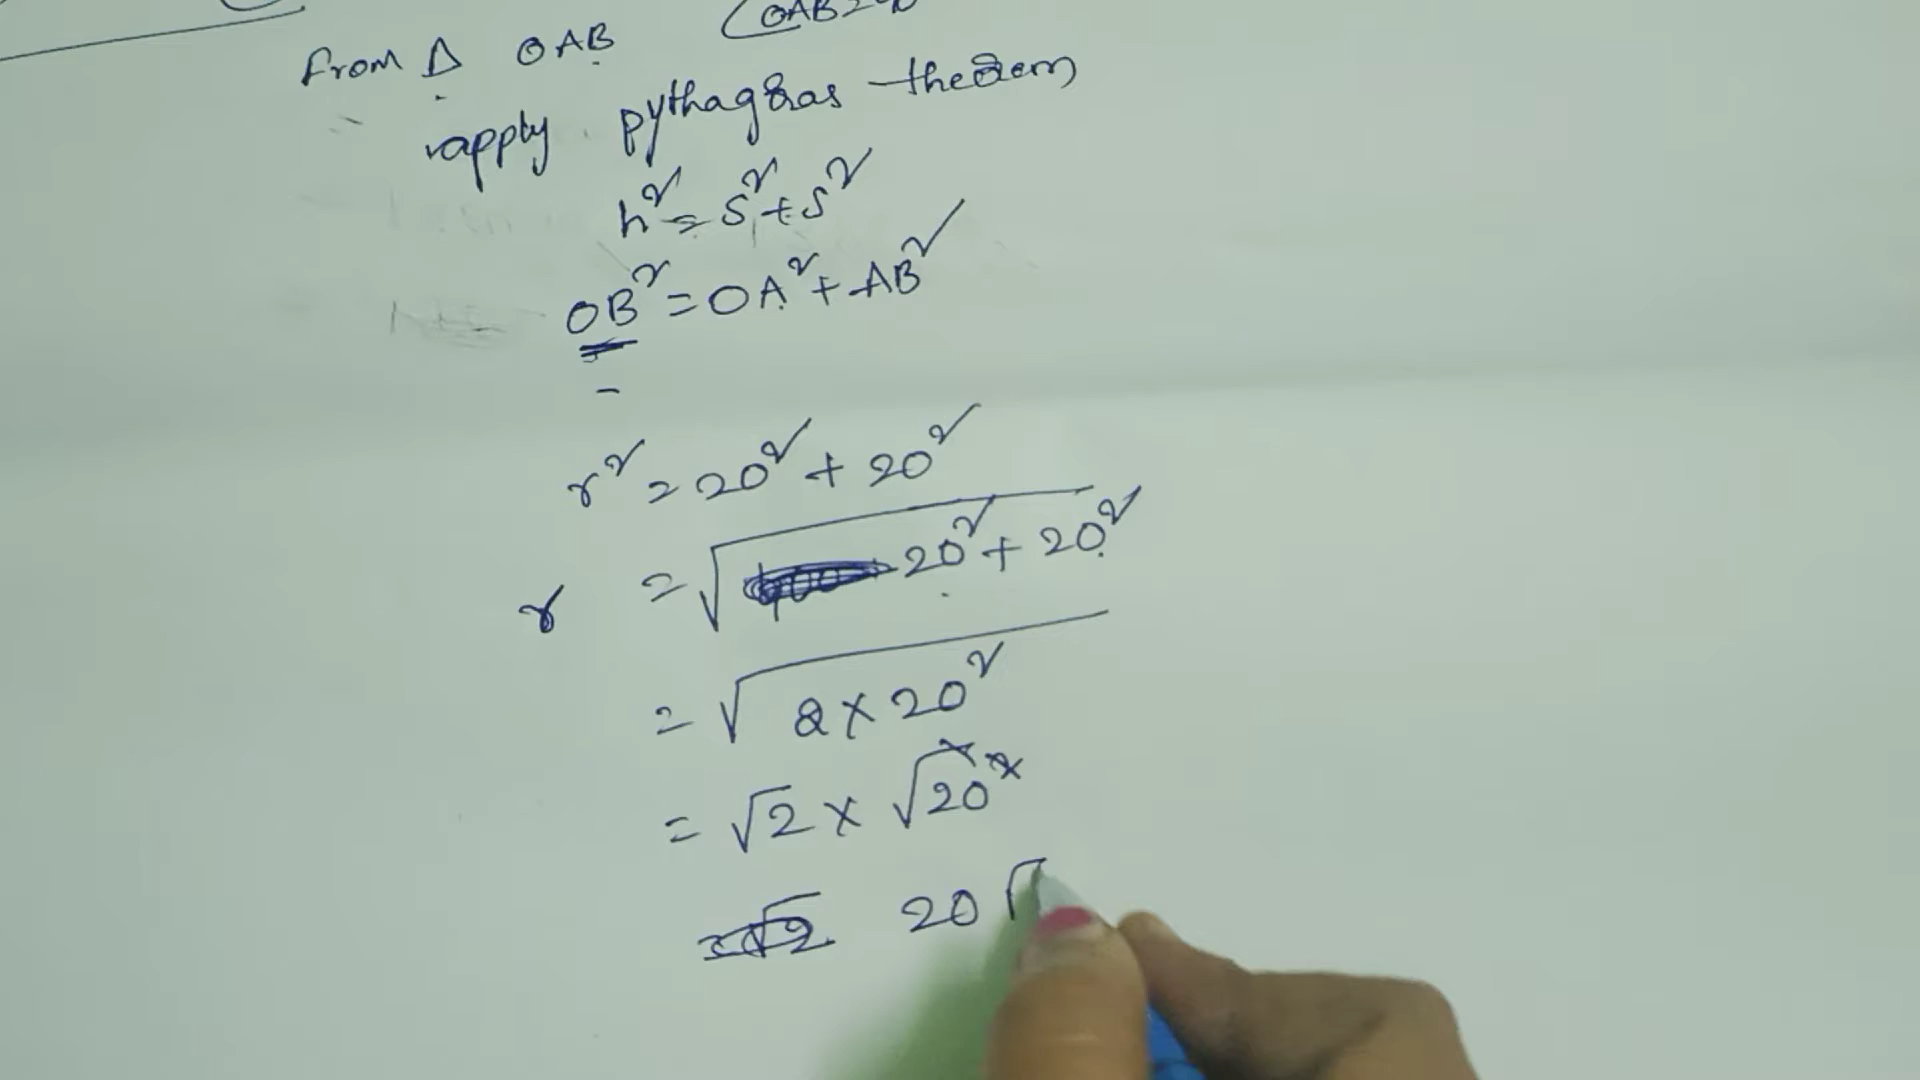 from Δ OAB
apply pythagoras theorem
h² = s² + s²
OB² = OA² + AB²
r² = 20² + 20²
r = √20² + 20²
= √2 × 20²
= √2 × √20²
20√